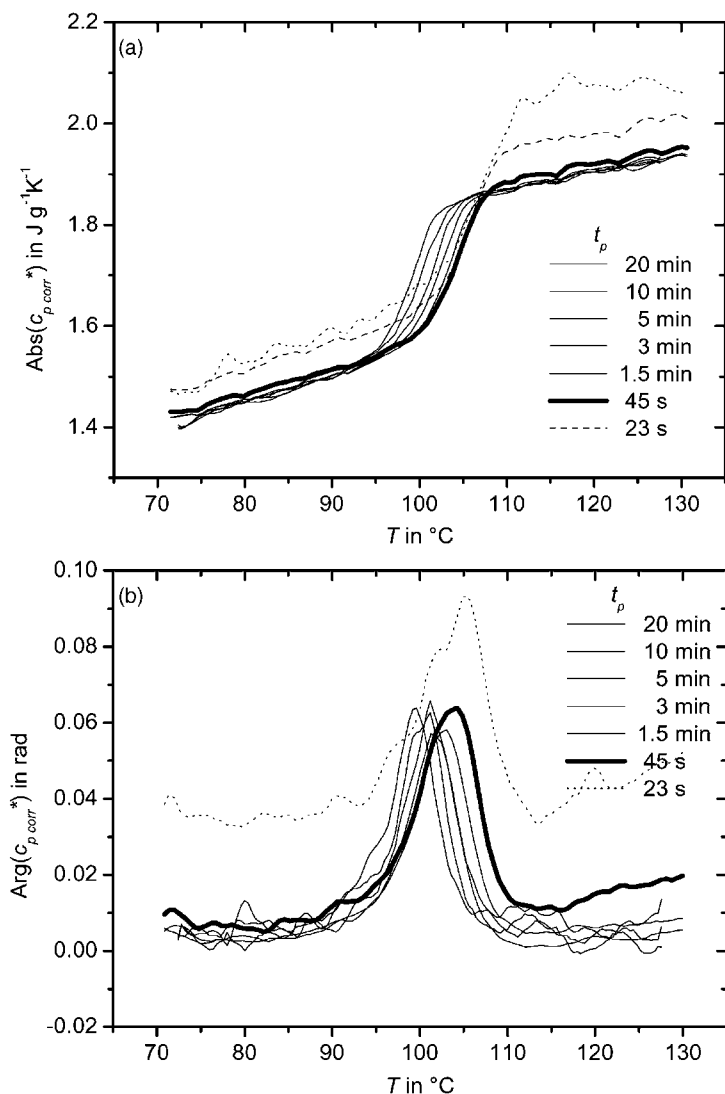 (a)
2.2
2.0
1.8
1.6
1.4
Abs(c_{p corr}*) in J g⁻¹K⁻¹
t_p
20 min
10 min
5 min
3 min
1.5 min
45 s
23 s
70 80 90 100 110 120 130
T in °C
(b)
0.10
0.08
0.06
0.04
0.02
0.00
-0.02
Arg(c_{p corr}*) in rad
t_p
20 min
10 min
5 min
3 min
1.5 min
45 s
23 s
70 80 90 100 110 120 130
T in °C